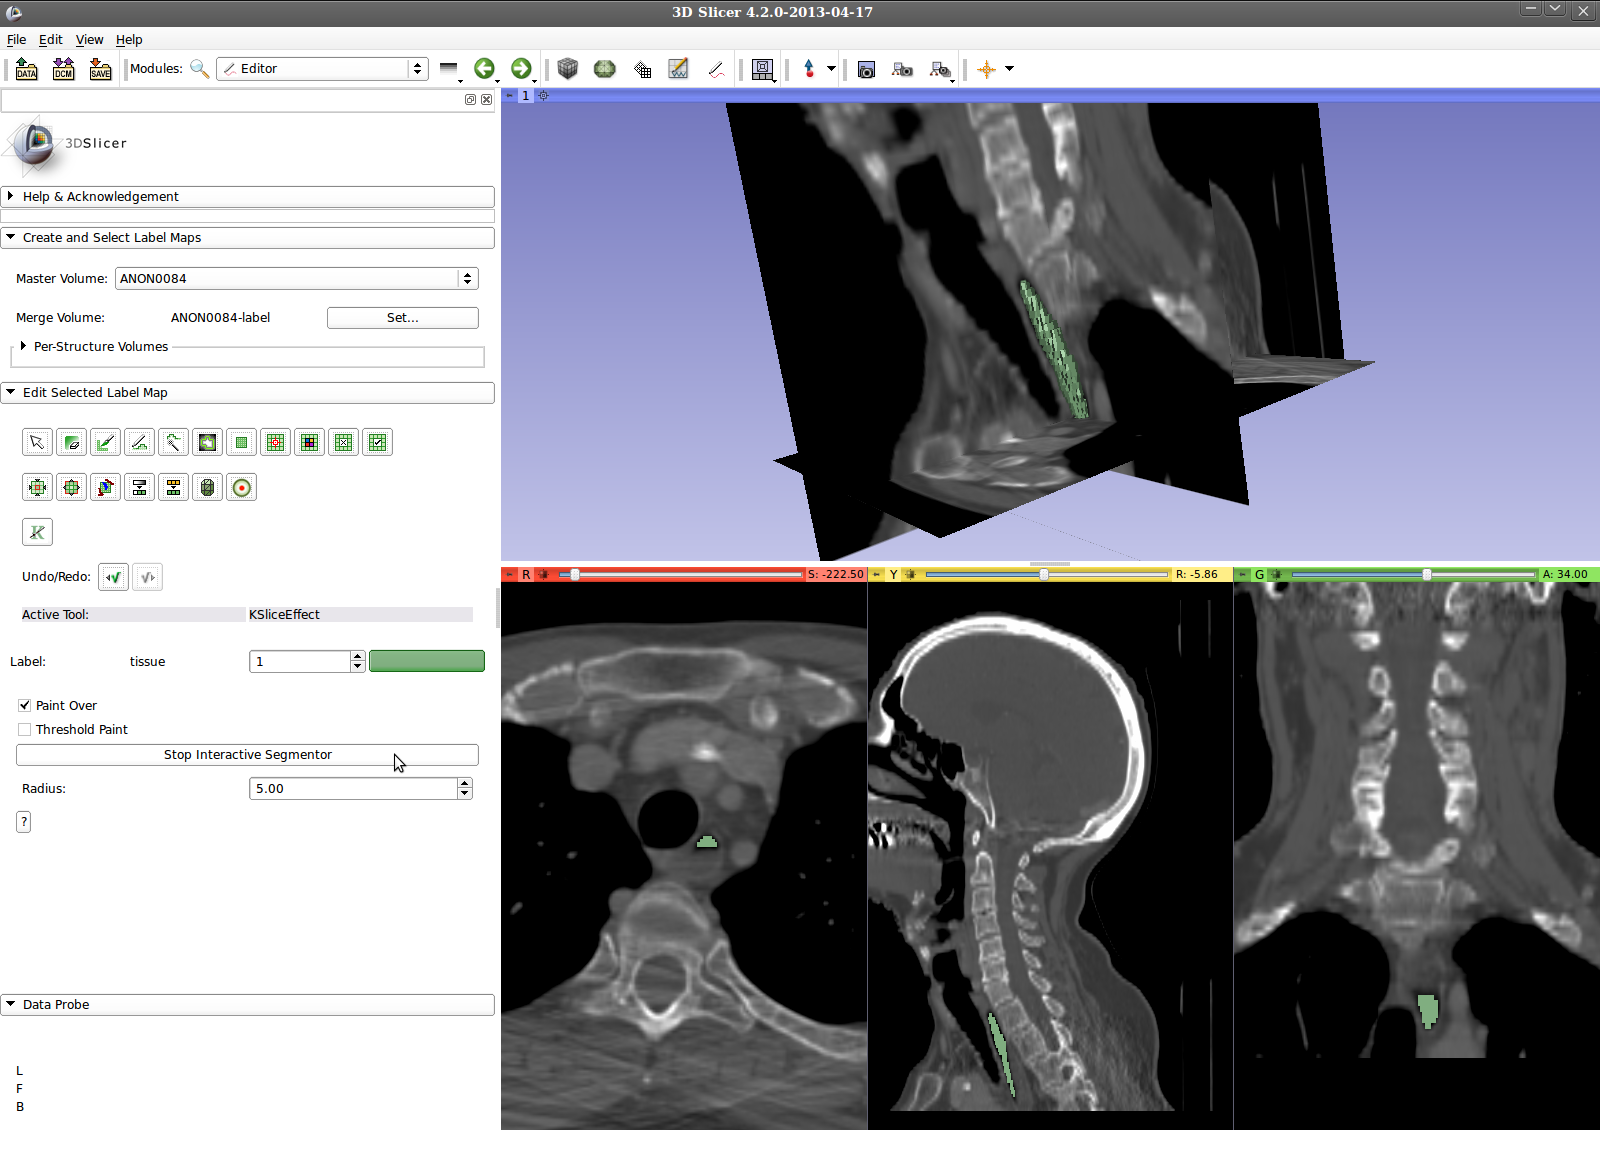 3D Slicer 4.2.0-2013-04-17
File Edit View Help
DATA DCM SAVE Modules: Editor
1
3DSlicer
Help & Acknowledgement
Create and Select Label Maps
Master Volume: ANON0084
Merge Volume: ANON0084-label Set...
Per-Structure Volumes
Edit Selected Label Map
K
Undo/Redo:
R S: -222.50 Y R: -5.86 G A: 34.00
Active Tool: KSliceEffect
Label: tissue 1
Paint Over
Threshold Paint
Stop Interactive Segmentor
Radius: 5.00
?
Data Probe
L
F
B